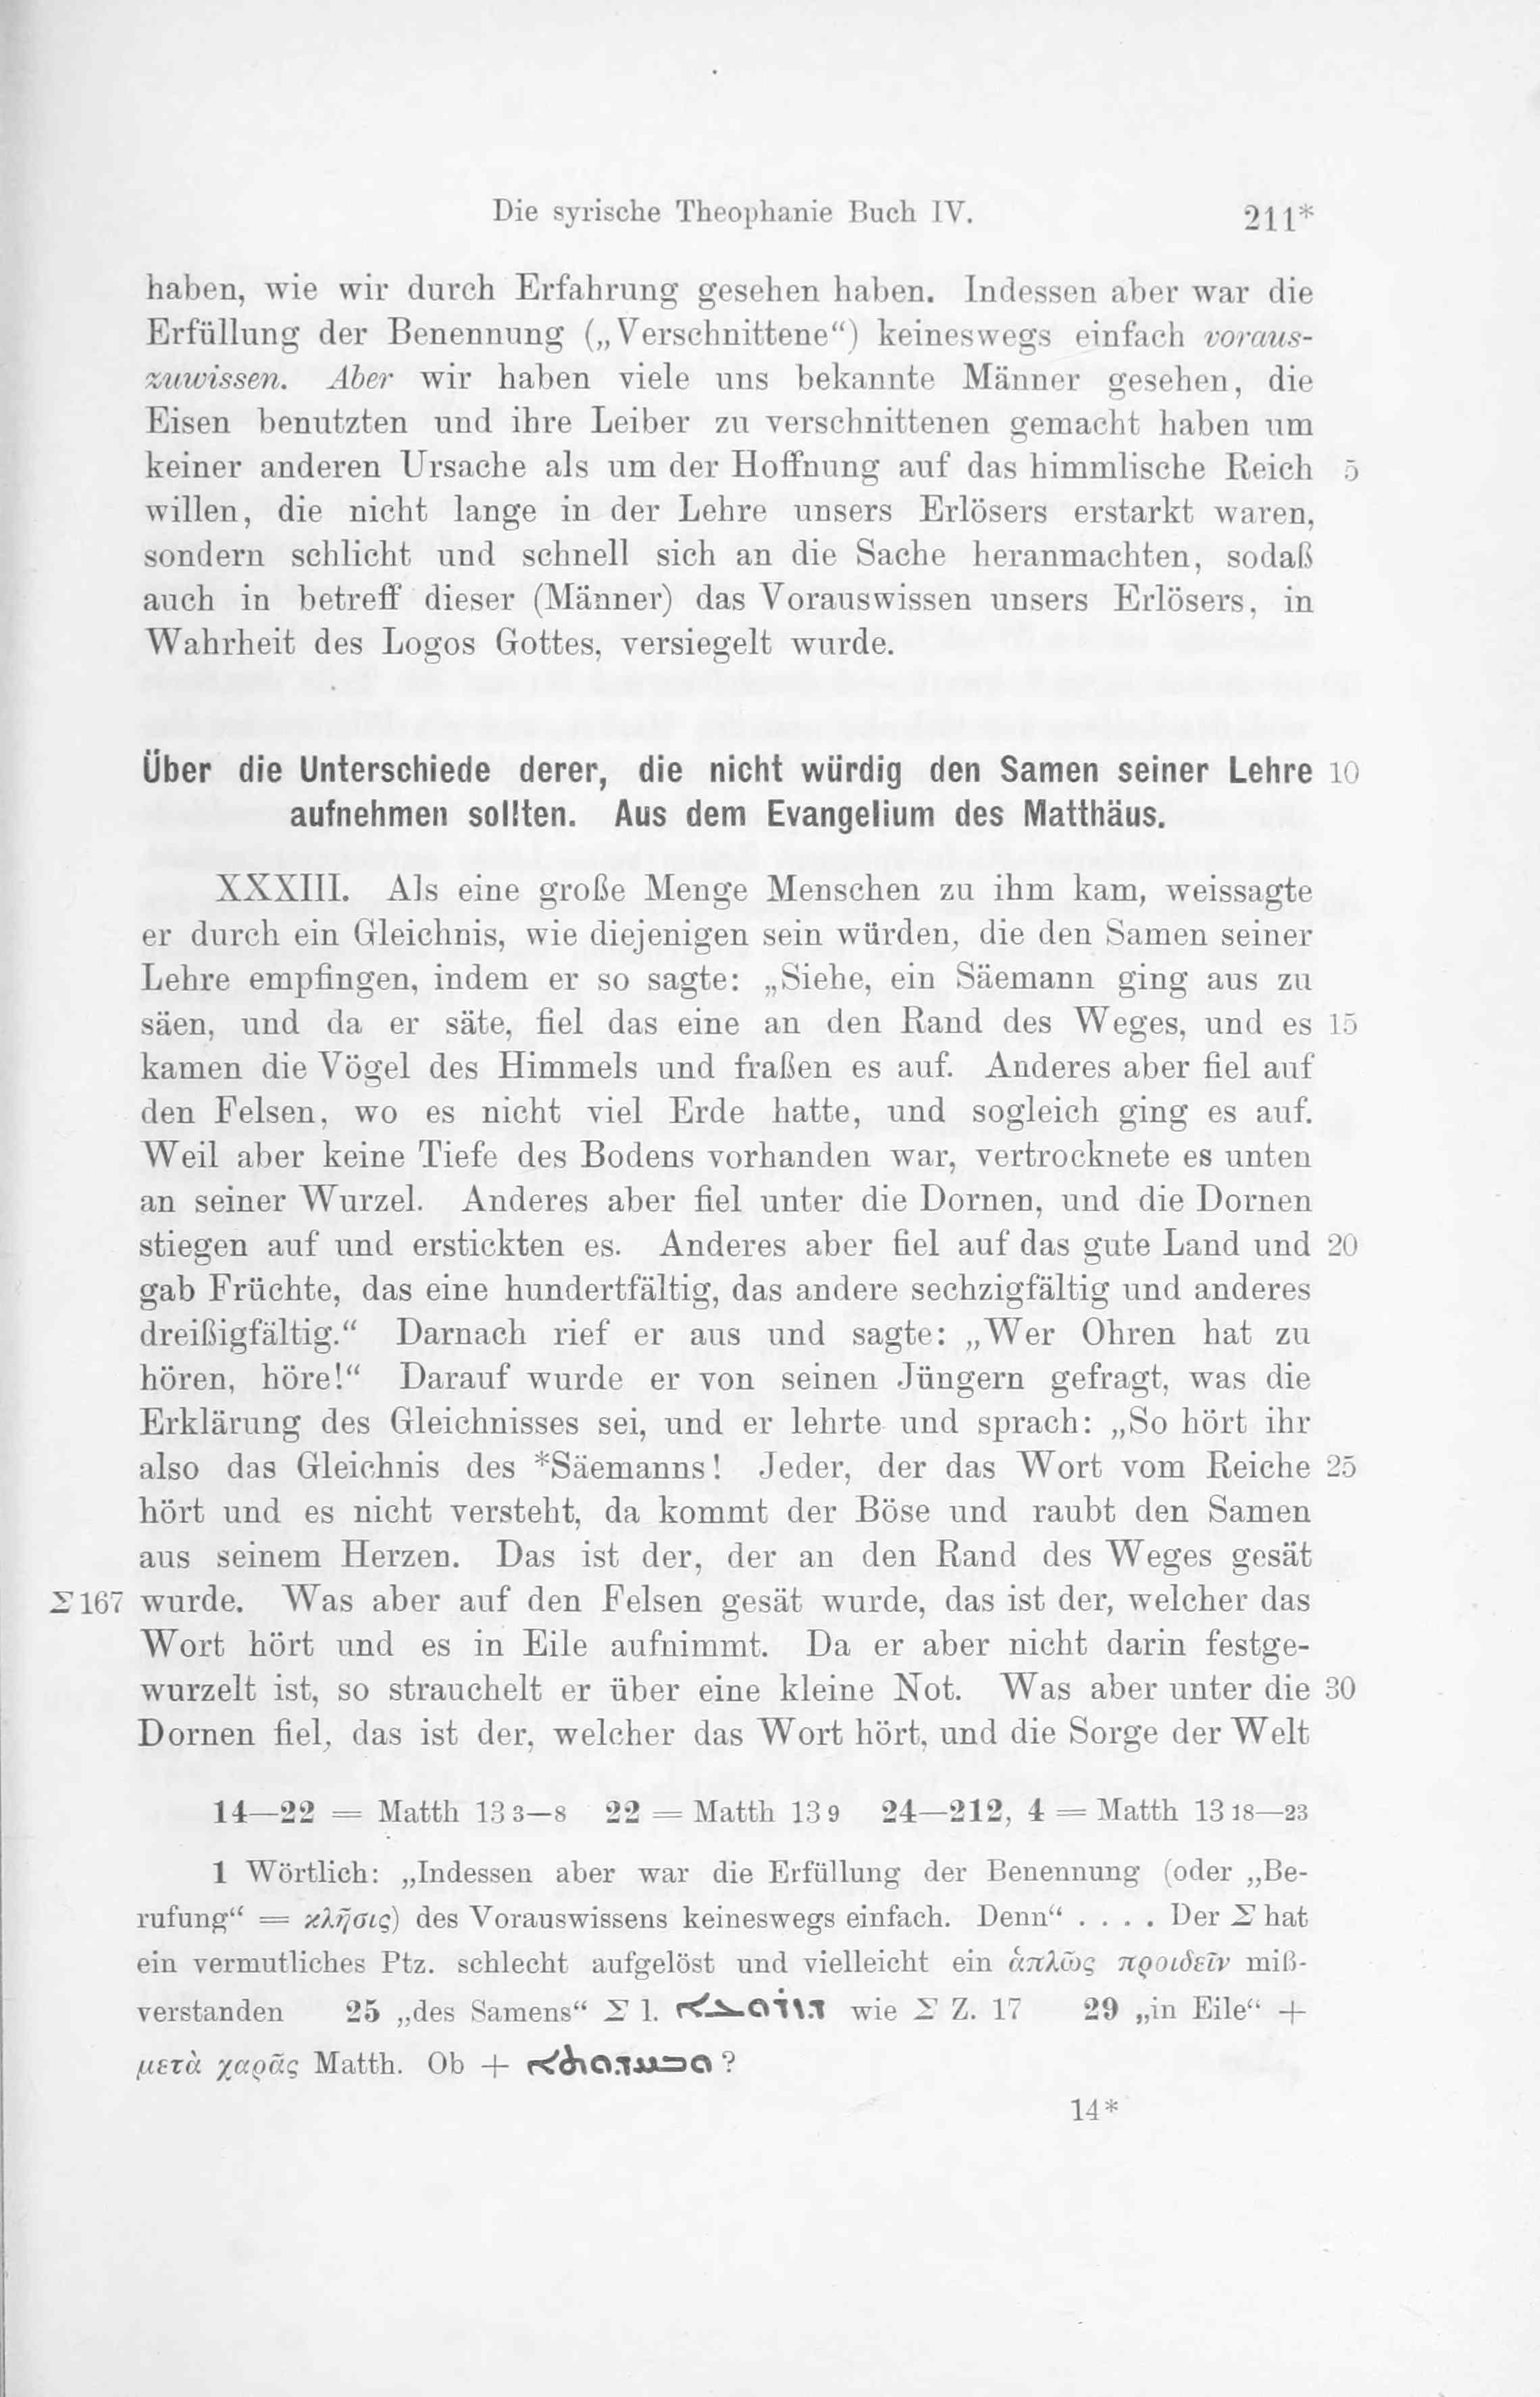 Die syrische Theophanie Buch IV. 211*
haben, wie wir durch Erfahrung gesehen haben. Indessen aber war die
Erfüllung der Benennung („Verschnittene“) keineswegs einfach voraus-
zuwissen. Aber wir haben viele uns bekannte Männer gesehen, die
Eisen benutzten und ihre Leiber zu verschnittenen gemacht haben um
keiner anderen Ursache als um der Hoffnung auf das himmlische Reich 5
willen, die nicht lange in der Lehre unsers Erlösers erstarkt waren,
sondern schlicht und schnell sich an die Sache heranmachten, sodaß
auch in betreff dieser (Männer) das Vorauswissen unsers Erlösers, in
Wahrheit des Logos Gottes, versiegelt wurde.
Über die Unterschiede derer, die nicht würdig den Samen seiner Lehre 10
aufnehmen sollten. Aus dem Evangelium des Matthäus.
XXXIII. Als eine große Menge Menschen zu ihm kam, weissagte
er durch ein Gleichnis, wie diejenigen sein würden, die den Samen seiner
Lehre empfingen, indem er so sagte: „Siehe, ein Säemann ging aus zu
säen, und da er säte, fiel das eine an den Rand des Weges, und es 15
kamen die Vögel des Himmels und fraßen es auf. Anderes aber fiel auf
den Felsen, wo es nicht viel Erde hatte, und sogleich ging es auf.
Weil aber keine Tiefe des Bodens vorhanden war, vertrocknete es unten
an seiner Wurzel. Anderes aber fiel unter die Dornen, und die Dornen
stiegen auf und erstickten es. Anderes aber fiel auf das gute Land und 20
gab Früchte, das eine hundertfältig, das andere sechzigfältig und anderes
dreißigfältig.“ Darnach rief er aus und sagte: „Wer Ohren hat zu
hören, höre!“ Darauf wurde er von seinen Jüngern gefragt, was die
Erklärung des Gleichnisses sei, und er lehrte und sprach: „So hört ihr
also das Gleichnis des *Säemanns! Jeder, der das Wort vom Reiche 25
hört und es nicht versteht, da kommt der Böse und raubt den Samen
aus seinem Herzen. Das ist der, der an den Rand des Weges gesät
Σ 167 wurde. Was aber auf den Felsen gesät wurde, das ist der, welcher das
Wort hört und es in Eile aufnimmt. Da er aber nicht darin festge-
wurzelt ist, so strauchelt er über eine kleine Not. Was aber unter die 30
Dornen fiel, das ist der, welcher das Wort hört, und die Sorge der Welt
14—22 = Matth 13 3—8 22 = Matth 13 9 24—212, 4 = Matth 13 18—23
1 Wörtlich: „Indessen aber war die Erfüllung der Benennung (oder „Be-
rufung“ = κλῆσις) des Vorauswissens keineswegs einfach. Denn“ . . . . Der Σ hat
ein vermutliches Ptz. schlecht aufgelöst und vielleicht ein ἁπλῶς προιδεῖν miß-
verstanden 25 „des Samens“ Σ l. ܕܙܪܘܥܐ wie Σ Z. 17 29 „in Eile“ +
μετὰ χαρᾶς Matth. Ob + ܘܒܚܕܘܬܐ ?
14*